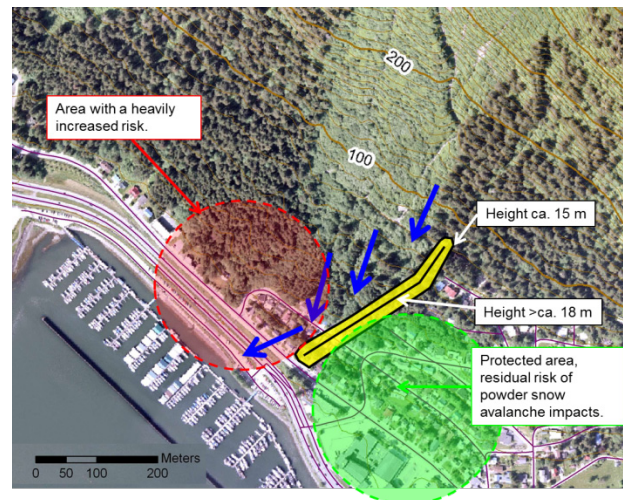 200
Area with a heavily
increased risk.
100
Height ca. 15 m
Height >ca. 18 m
Protected area,
residual risk of
powder snow
avalanche impacts.
Meters
0 50 100 200